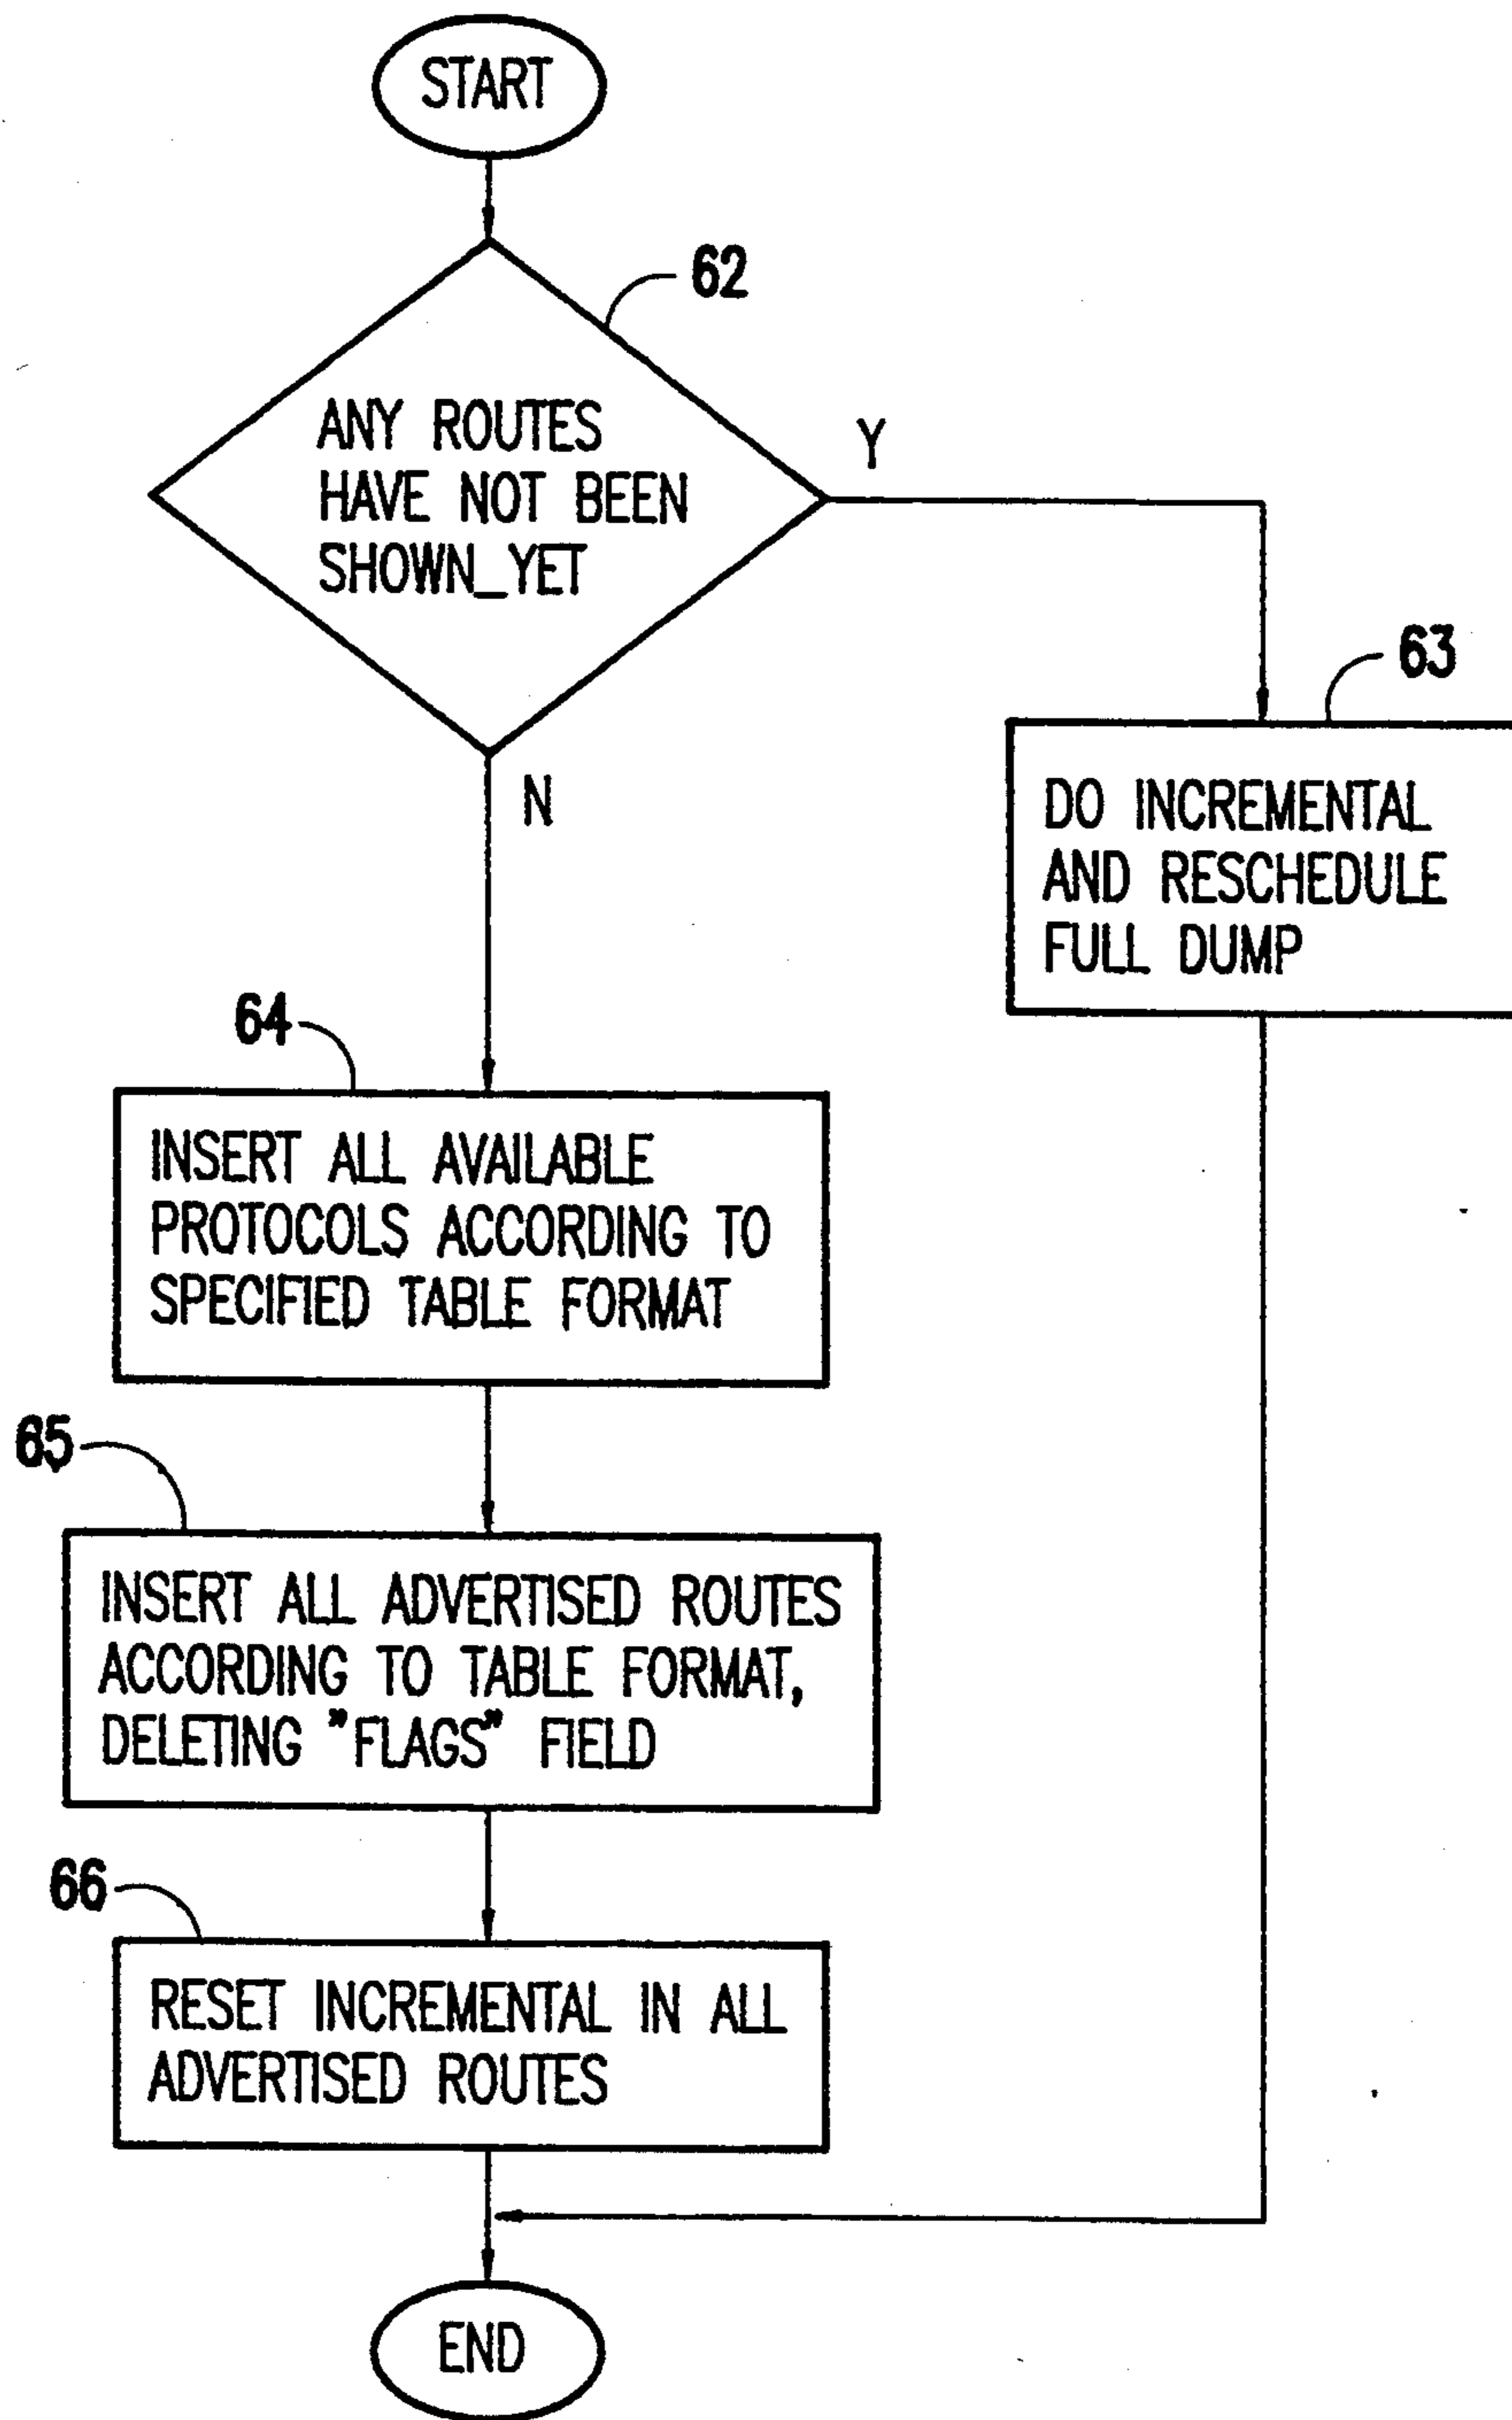 START
62
ANY ROUTES
HAVE NOT BEEN
SHOWN_YET
Y
N
63
DO INCREMENTAL
AND RESCHEDULE
FULL DUMP
64
INSERT ALL AVAILABLE
PROTOCOLS ACCORDING TO
SPECIFIED TABLE FORMAT
65
INSERT ALL ADVERTISED ROUTES
ACCORDING TO TABLE FORMAT,
DELETING "FLAGS" FIELD
66
RESET INCREMENTAL IN ALL
ADVERTISED ROUTES
END